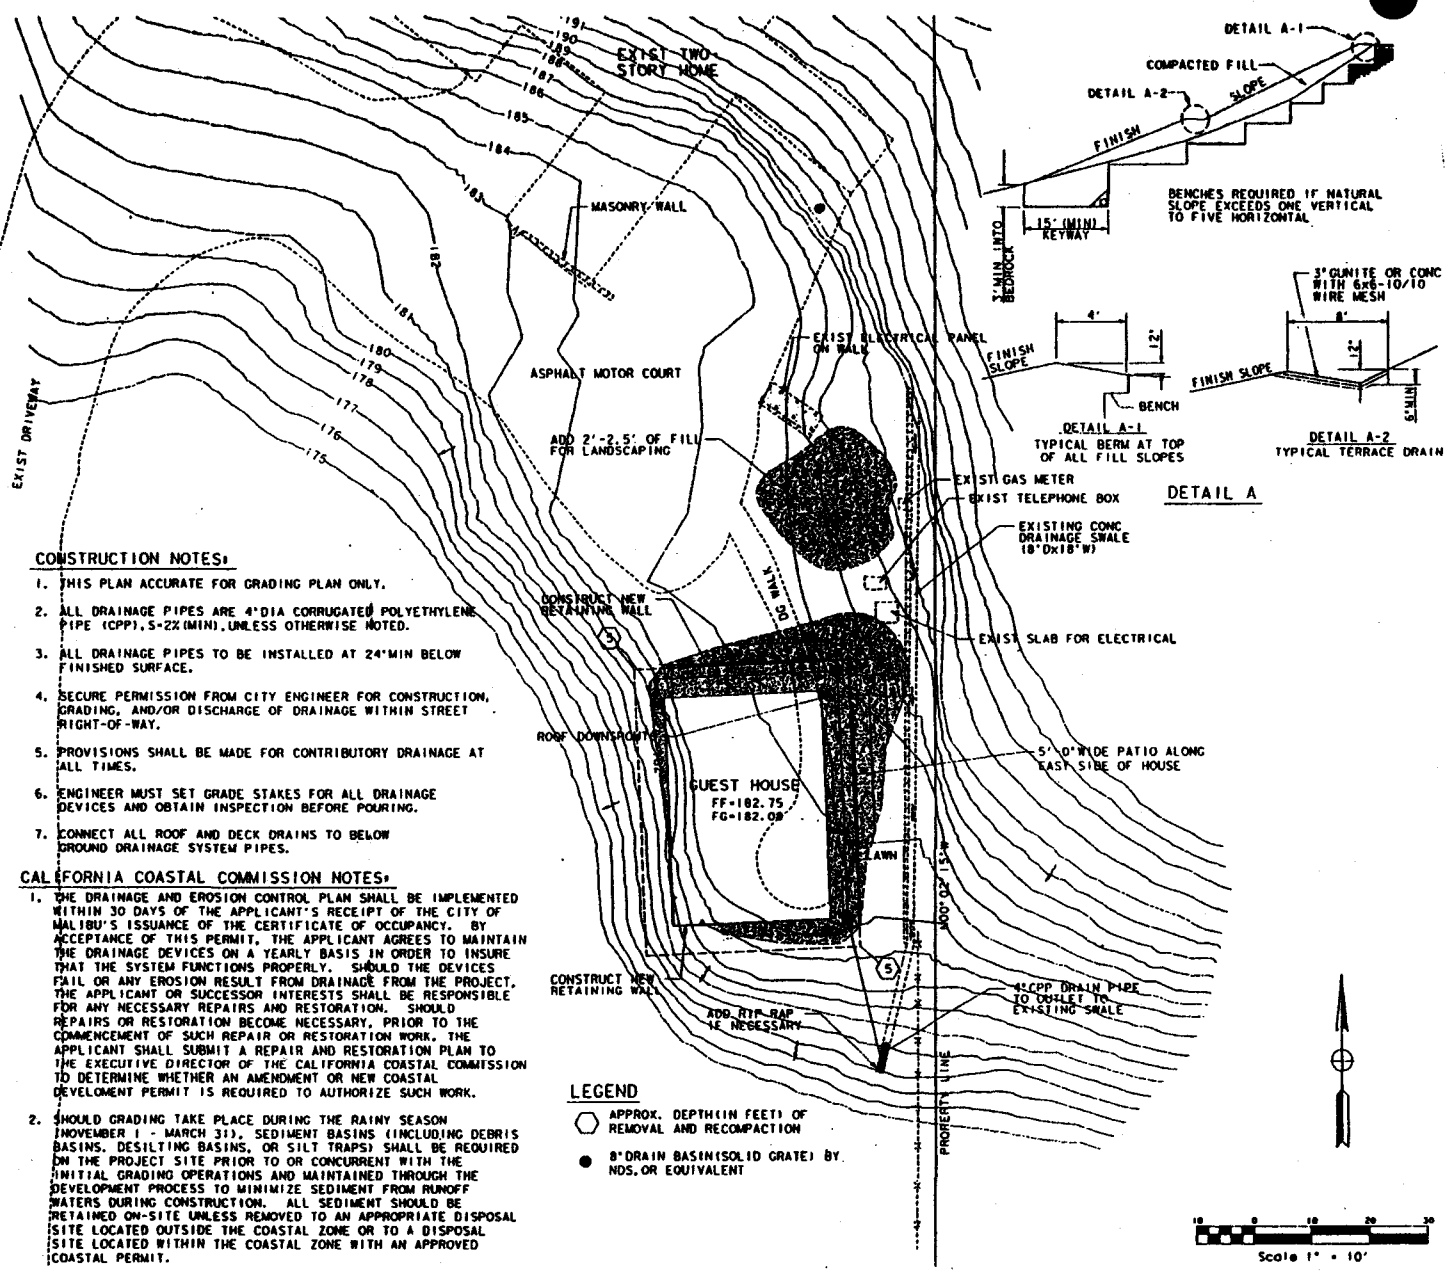 191
190
189
188
187
186
185
184
183
182
181
180
179
178
177
176
175
EXIST TWO-
STORY HOME
MASONRY WALL
EXIST ELECTRICAL PANEL
ON WALL
ASPHALT MOTOR COURT
ADD 2'-2.5' OF FILL
FOR LANDSCAPING
EXIST DRIVEWAY
DETAIL A-1
COMPACTED FILL
DETAIL A-2
SLOPE
FINISH
15' (MIN)
KEYWAY
3' MIN INTO
BEDROCK
BENCHES REQUIRED IF NATURAL
SLOPE EXCEEDS ONE VERTICAL
TO FIVE HORIZONTAL
3" GUNITE OR CONC
WITH 6x6-10/10
WIRE MESH
4'
12"
FINISH
SLOPE
BENCH
DETAIL A-1
TYPICAL BERM AT TOP
OF ALL FILL SLOPES
8'
12"
FINISH SLOPE
DETAIL A-2
TYPICAL TERRACE DRAIN
DETAIL A
EXIST GAS METER
EXIST TELEPHONE BOX
EXISTING CONC
DRAINAGE SWALE
(8"Dx18"W)
DG WALK
CONSTRUCT NEW
RETAINING WALL
5
EXIST SLAB FOR ELECTRICAL
ROOF DOWNSPOUTS
5'-0" WIDE PATIO ALONG
EAST SIDE OF HOUSE
GUEST HOUSE
FF=182.75
FG=182.08
LAWN
N00° 02' 15" W
CONSTRUCT NEW
RETAINING WALL
5
4" CPP DRAIN PIPE
TO OUTLET TO
EXISTING SWALE
ADD RIP RAP
IF NECESSARY
PROPERTY LINE
CONSTRUCTION NOTES:
1. THIS PLAN ACCURATE FOR GRADING PLAN ONLY.
2. ALL DRAINAGE PIPES ARE 4" DIA CORRUGATED POLYETHYLENE
PIPE (CPP), S=2% (MIN), UNLESS OTHERWISE NOTED.
3. ALL DRAINAGE PIPES TO BE INSTALLED AT 24" MIN BELOW
FINISHED SURFACE.
4. SECURE PERMISSION FROM CITY ENGINEER FOR CONSTRUCTION,
GRADING, AND/OR DISCHARGE OF DRAINAGE WITHIN STREET
RIGHT-OF-WAY.
5. PROVISIONS SHALL BE MADE FOR CONTRIBUTORY DRAINAGE AT
ALL TIMES.
6. ENGINEER MUST SET GRADE STAKES FOR ALL DRAINAGE
DEVICES AND OBTAIN INSPECTION BEFORE POURING.
7. CONNECT ALL ROOF AND DECK DRAINS TO BELOW
GROUND DRAINAGE SYSTEM PIPES.
CALIFORNIA COASTAL COMMISSION NOTES:
1. THE DRAINAGE AND EROSION CONTROL PLAN SHALL BE IMPLEMENTED
WITHIN 30 DAYS OF THE APPLICANT'S RECEIPT OF THE CITY OF
MALIBU'S ISSUANCE OF THE CERTIFICATE OF OCCUPANCY. BY
ACCEPTANCE OF THIS PERMIT, THE APPLICANT AGREES TO MAINTAIN
THE DRAINAGE DEVICES ON A YEARLY BASIS IN ORDER TO INSURE
THAT THE SYSTEM FUNCTIONS PROPERLY. SHOULD THE DEVICES
FAIL OR ANY EROSION RESULT FROM DRAINAGE FROM THE PROJECT,
THE APPLICANT OR SUCCESSOR INTERESTS SHALL BE RESPONSIBLE
FOR ANY NECESSARY REPAIRS AND RESTORATION. SHOULD
REPAIRS OR RESTORATION BECOME NECESSARY, PRIOR TO THE
COMMENCEMENT OF SUCH REPAIR OR RESTORATION WORK, THE
APPLICANT SHALL SUBMIT A REPAIR AND RESTORATION PLAN TO
THE EXECUTIVE DIRECTOR OF THE CALIFORNIA COASTAL COMMISSION
TO DETERMINE WHETHER AN AMENDMENT OR NEW COASTAL
DEVELOMENT PERMIT IS REQUIRED TO AUTHORIZE SUCH WORK.
2. SHOULD GRADING TAKE PLACE DURING THE RAINY SEASON
(NOVEMBER 1 - MARCH 31), SEDIMENT BASINS (INCLUDING DEBRIS
BASINS, DESILTING BASINS, OR SILT TRAPS) SHALL BE REQUIRED
ON THE PROJECT SITE PRIOR TO OR CONCURRENT WITH THE
INITIAL GRADING OPERATIONS AND MAINTAINED THROUGH THE
DEVELOPMENT PROCESS TO MINIMIZE SEDIMENT FROM RUNOFF
WATERS DURING CONSTRUCTION. ALL SEDIMENT SHOULD BE
RETAINED ON-SITE UNLESS REMOVED TO AN APPROPRIATE DISPOSAL
SITE LOCATED OUTSIDE THE COASTAL ZONE OR TO A DISPOSAL
SITE LOCATED WITHIN THE COASTAL ZONE WITH AN APPROVED
COASTAL PERMIT.
LEGEND
APPROX. DEPTH (IN FEET) OF
REMOVAL AND RECOMPACTION
8" DRAIN BASIN (SOLID GRATE) BY
NDS, OR EQUIVALENT
10 0 10 20 30
Scale 1" = 10'